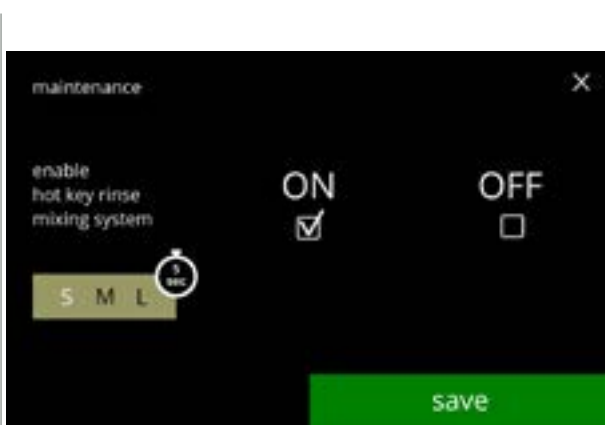 maintenance
enable
hot key rinse
mixing system
ON
OFF
5
sec
S M L
save